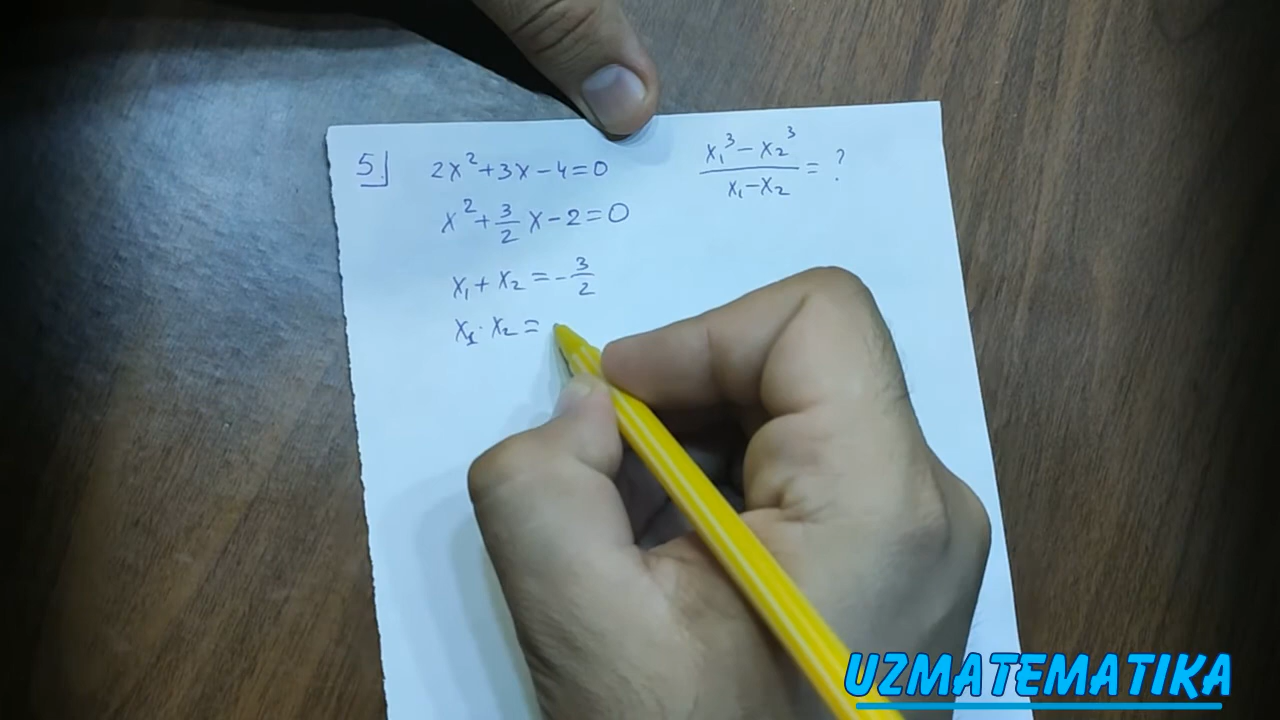 5.) 2x² + 3x - 4 = 0
x² + 3/2 x - 2 = 0
x₁ + x₂ = - 3/2
x₁ · x₂ =
(x₁³ - x₂³)/(x₁ - x₂) = ?
UZMATEMATIKA